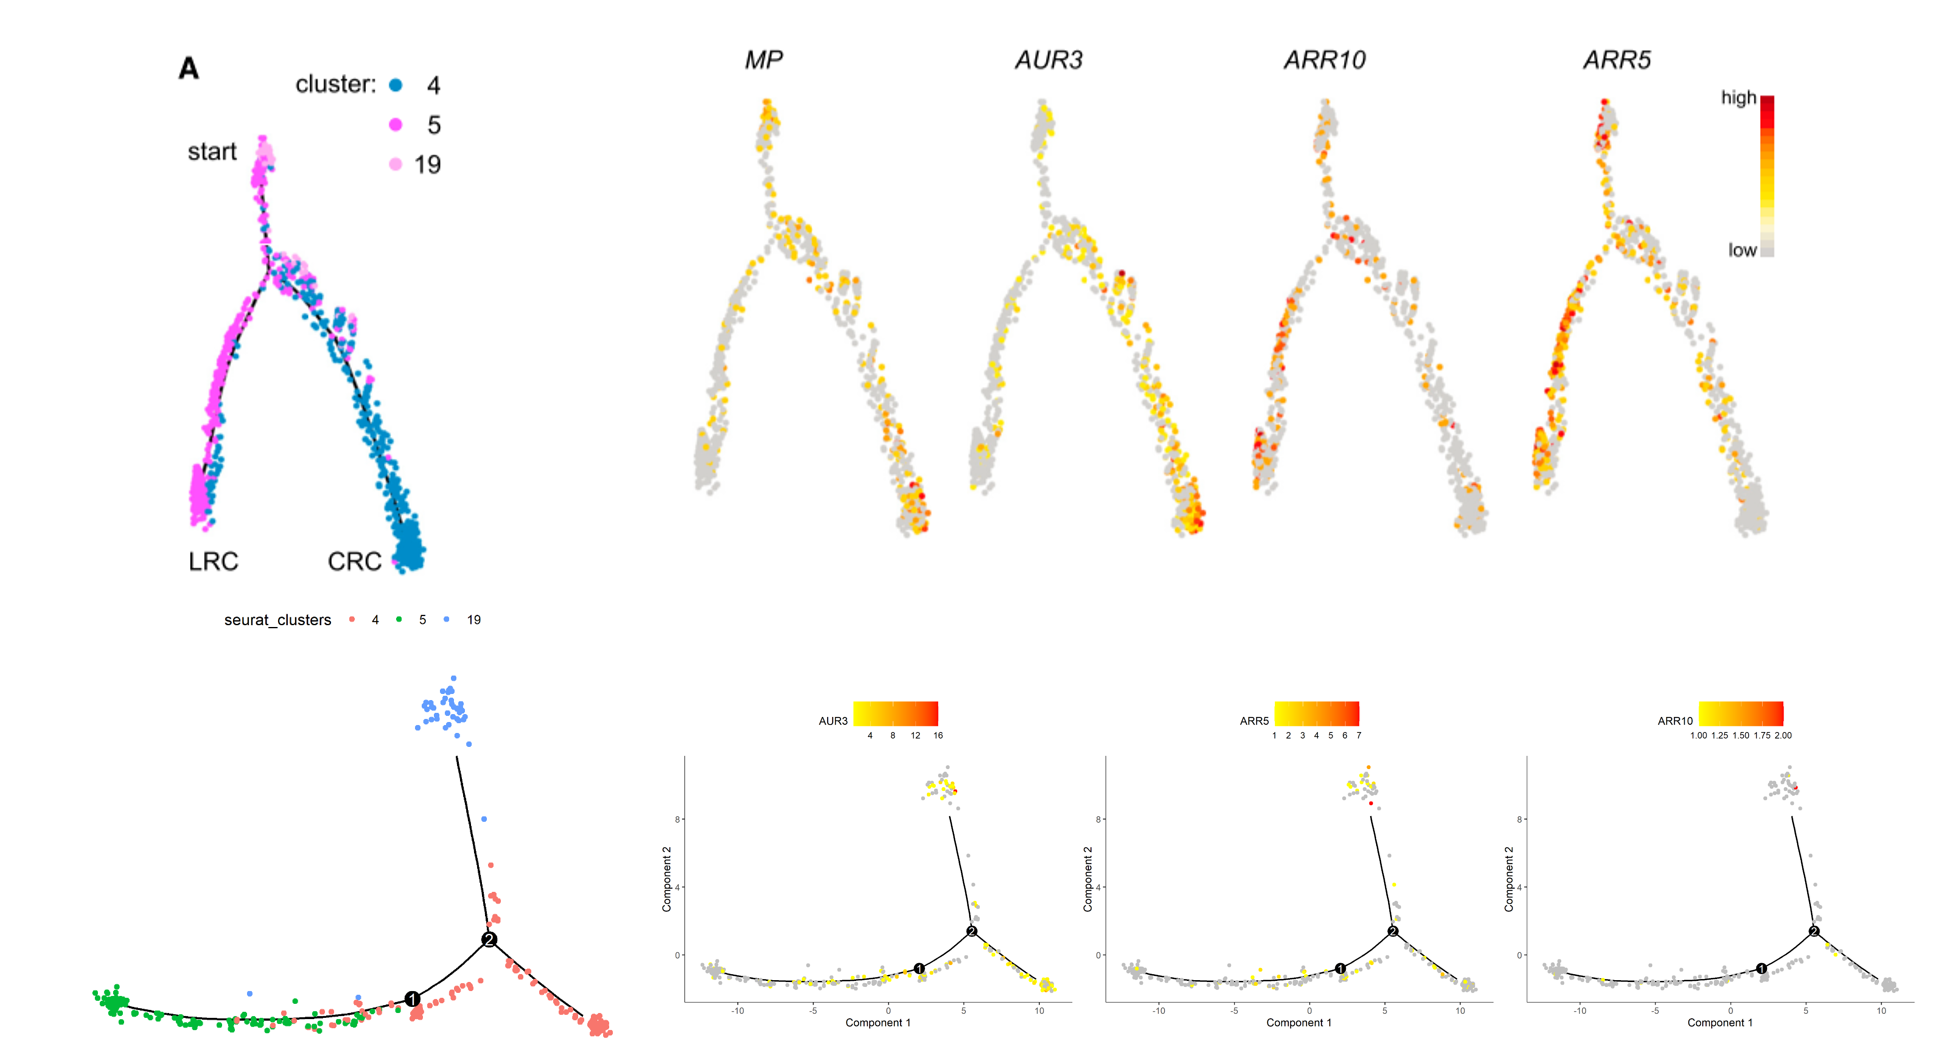 A
cluster: 4
5
19
start
LRC CRC
MP AUR3 ARR10 ARR5
high
low
seurat_clusters 4 5 19
2
1
AUR3
4 8 12 16
Component 2
8
4
0
2
1
-10 -5 0 5 10
Component 1
ARR5
1 2 3 4 5 6 7
Component 2
8
4
0
2
1
-10 -5 0 5 10
Component 1
ARR10
1.00 1.25 1.50 1.75 2.00
Component 2
8
4
0
2
1
-10 -5 0 5 10
Component 1